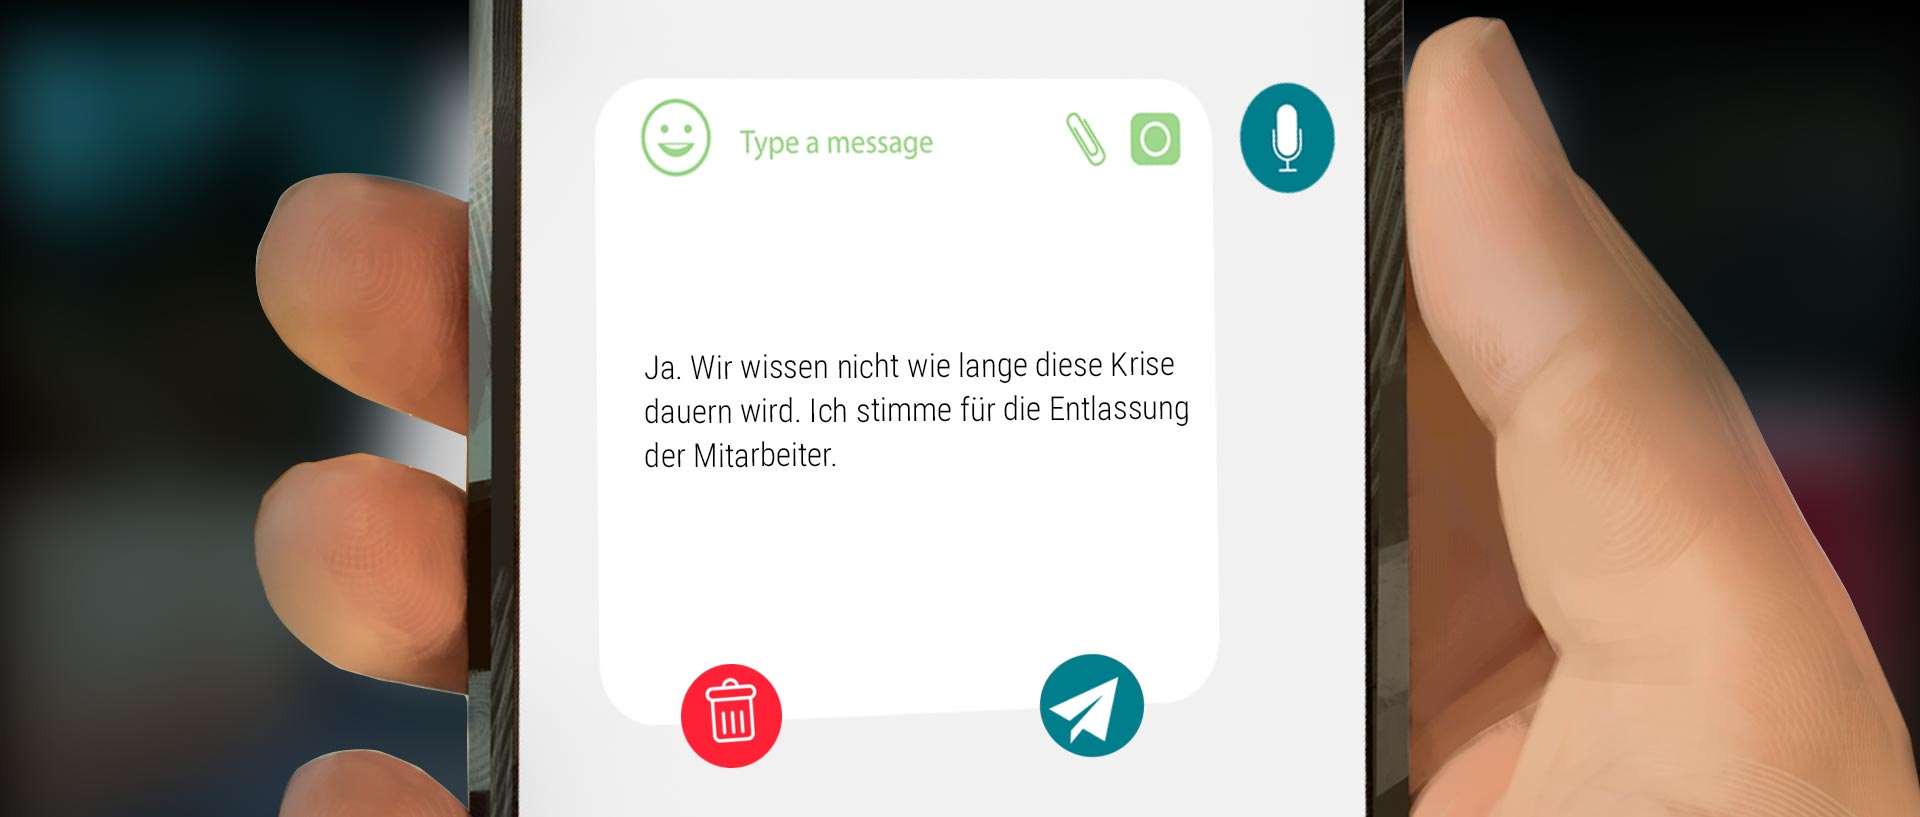 Type a message
Ja. Wir wissen nicht wie lange diese Krise
dauern wird. Ich stimme für die Entlassung
der Mitarbeiter.